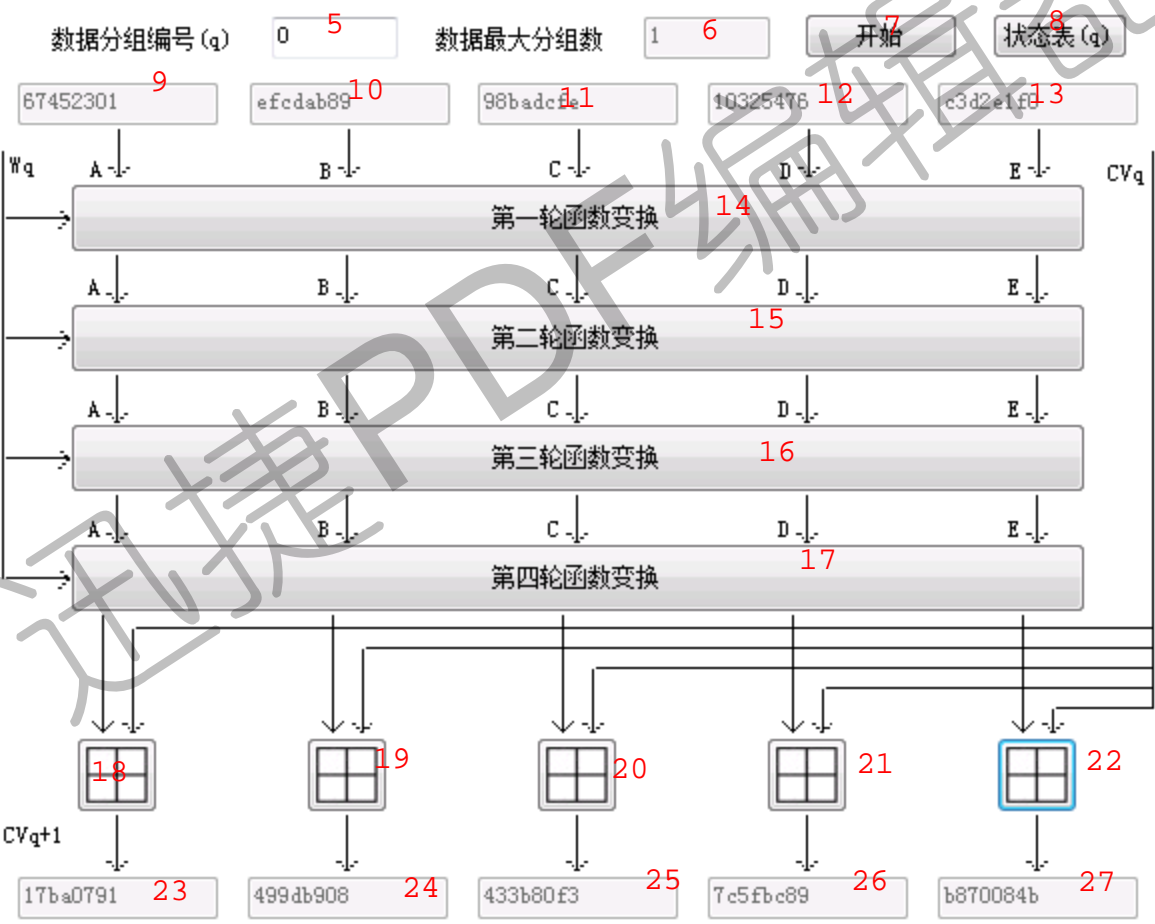 数据分组编号(q) 0 5 数据最大分组数 1 6 开始 7 状态表(q) 8
67452301 9 efcdab89 10 98badcfe 11 10325476 12 c3d2e1f0 13
Wq A B C D E CVq
第一轮函数变换 14
A B C D E
第二轮函数变换 15
A B C D E
第三轮函数变换 16
A B C D E
第四轮函数变换 17
18 19 20 21 22
CVq+1
17ba0791 23 499db908 24 433b80f3 25 7c5fbc89 26 b870084b 27
迅捷PDF编辑